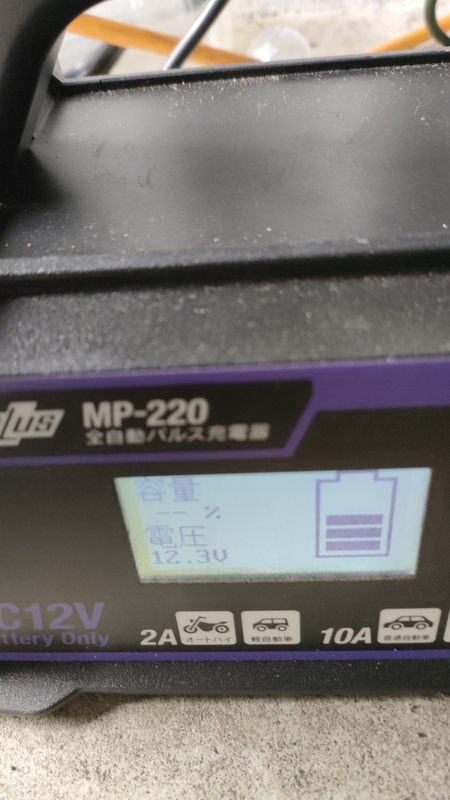 MP-220
全自動パルス充電器
容量
-- %
電圧
12.3V
C12V
ttery Only
2A オートバイ 軽自動車 10A 普通自動車